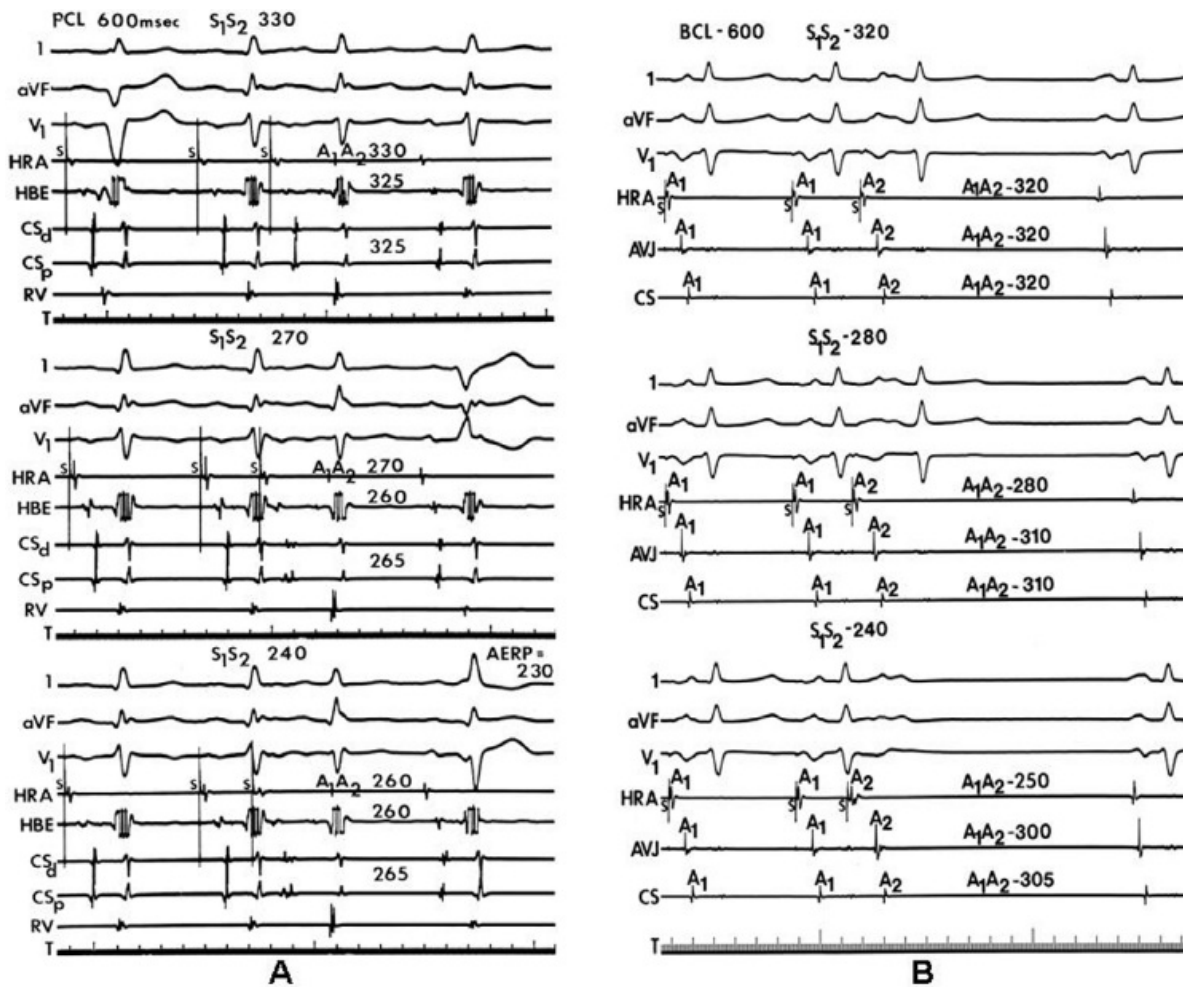 PCL 600msec S1S2 330
1
aVF
V1
S S S
HRA A1A2 330
HBE 325
CSd
CSp 325
RV
T
S1S2 270
1
aVF
V1
S S S
HRA A1A2 270
HBE 260
CSd
CSp 265
RV
T
S1S2 240 AERP= 230
1
aVF
V1
S S S
HRA A1A2 260
HBE 260
CSd
CSp 265
RV
T
A
BCL-600 S1S2-320
1
aVF
V1
A1 A1 A2
HRA A1A2-320
S S S
A1 A1 A2
AVJ A1A2-320
A1 A1 A2
CS A1A2-320
S1S2-280
1
aVF
V1
A1 A1 A2
HRA A1A2-280
S S S
A1 A1 A2
AVJ A1A2-310
A1 A1 A2
CS A1A2-310
S1S2-240
1
aVF
V1
A1 A1 A2
HRA A1A2-250
S S S
A1 A1 A2
AVJ A1A2-300
A1 A1 A2
CS A1A2-305
T
B